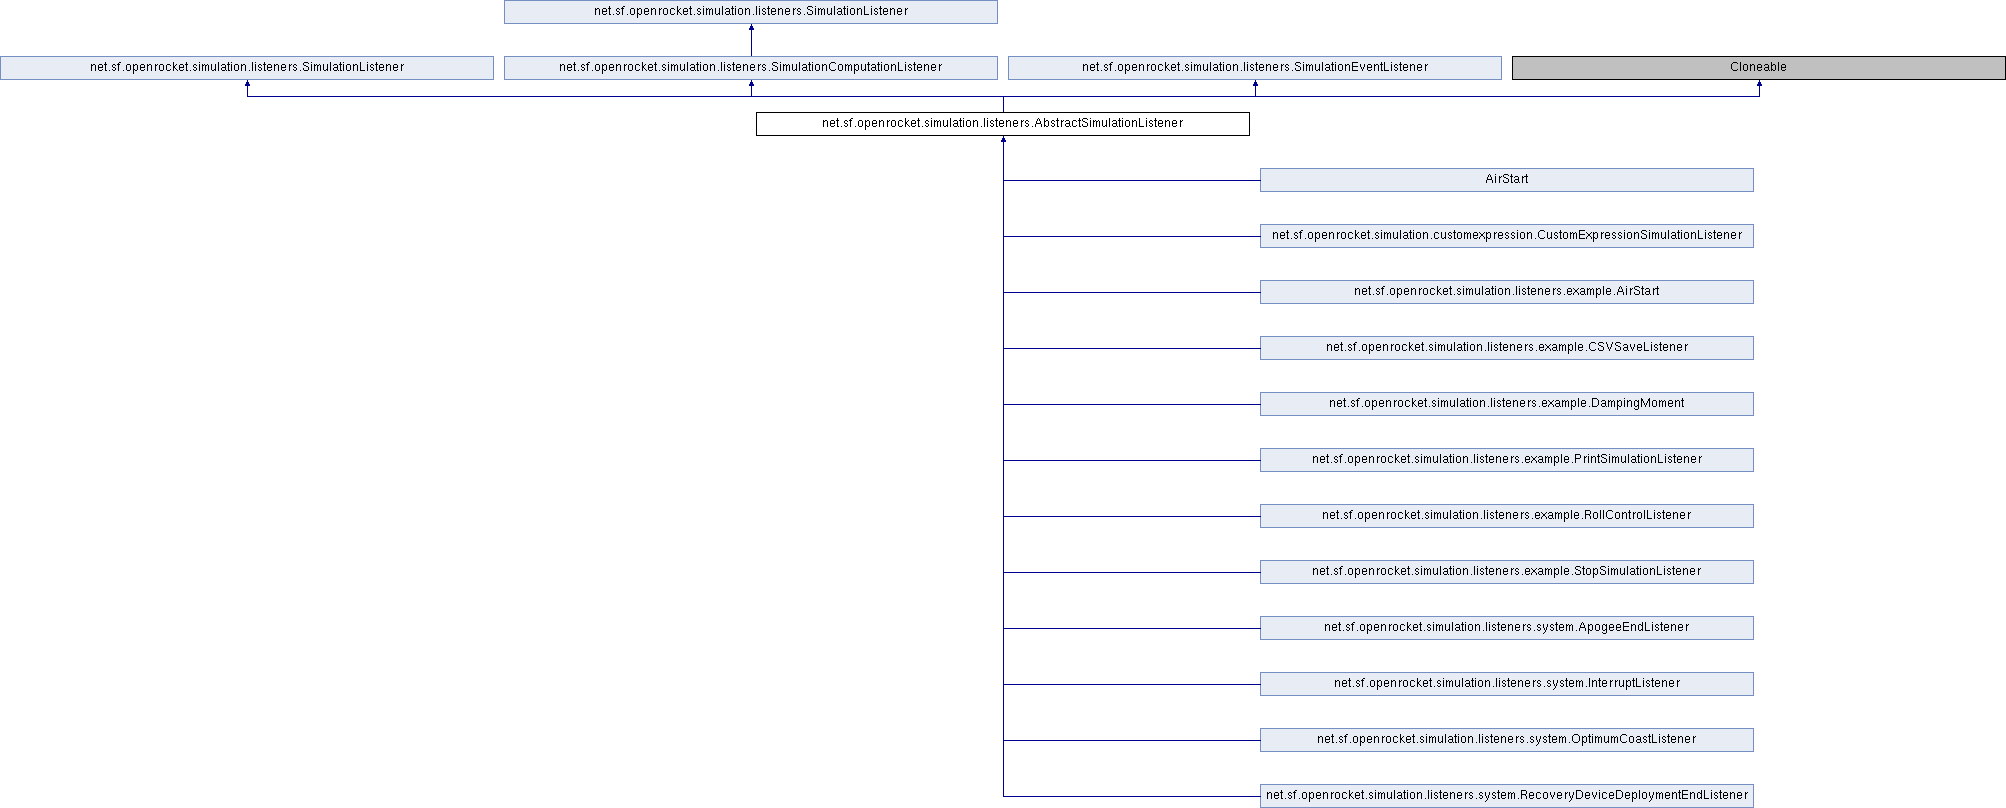 net.sf.openrocket.simulation.listeners.SimulationListener
net.sf.openrocket.simulation.listeners.SimulationListener
net.sf.openrocket.simulation.listeners.SimulationComputationListener
net.sf.openrocket.simulation.listeners.SimulationEventListener
Cloneable
net.sf.openrocket.simulation.listeners.AbstractSimulationListener
AirStart
net.sf.openrocket.simulation.customexpression.CustomExpressionSimulationListener
net.sf.openrocket.simulation.listeners.example.AirStart
net.sf.openrocket.simulation.listeners.example.CSVSaveListener
net.sf.openrocket.simulation.listeners.example.DampingMoment
net.sf.openrocket.simulation.listeners.example.PrintSimulationListener
net.sf.openrocket.simulation.listeners.example.RollControlListener
net.sf.openrocket.simulation.listeners.example.StopSimulationListener
net.sf.openrocket.simulation.listeners.system.ApogeeEndListener
net.sf.openrocket.simulation.listeners.system.InterruptListener
net.sf.openrocket.simulation.listeners.system.OptimumCoastListener
net.sf.openrocket.simulation.listeners.system.RecoveryDeviceDeploymentEndListener